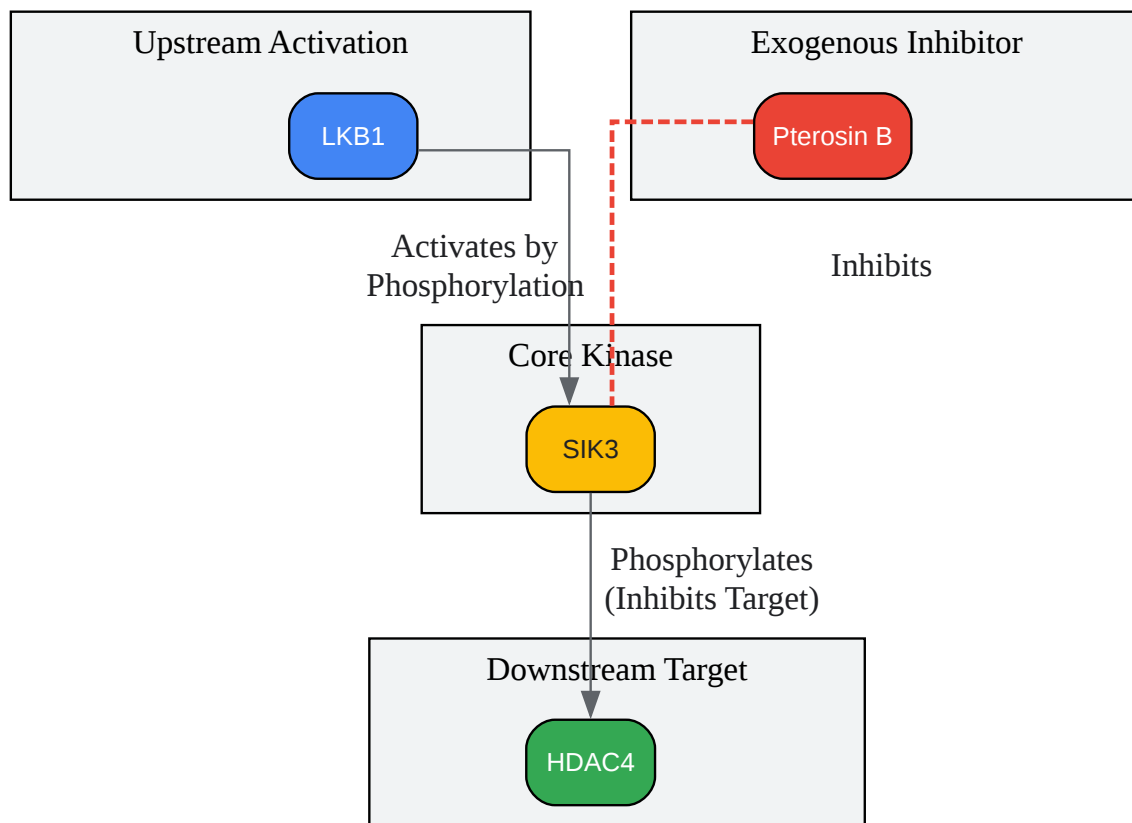 Upstream Activation
Exogenous Inhibitor
LKB1
Pterosin B
Activates by
Phosphorylation
Inhibits
Core Kinase
SIK3
Phosphorylates
(Inhibits Target)
Downstream Target
HDAC4